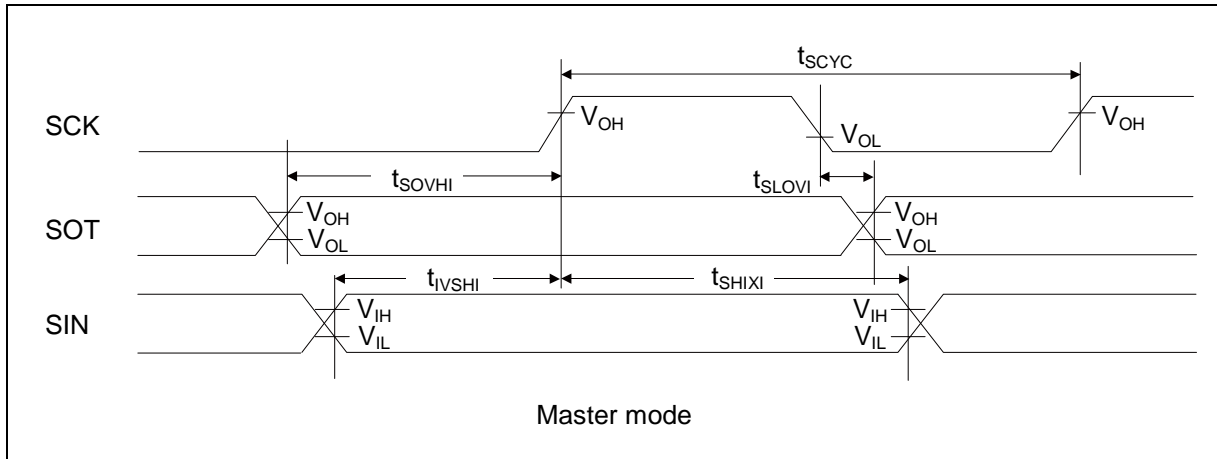 tSCYC
SCK
VOH
VOL
VOH
tSOVHI
tSLOVI
SOT
VOH
VOL
VOH
VOL
tIVSHI
tSHIXI
SIN
VIH
VIL
VIH
VIL
Master mode